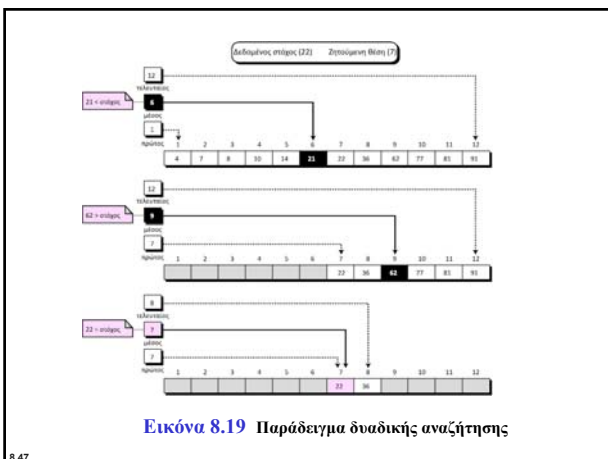 Δεδομένος στόχος (22) Ζητούμενη θέση (7)
12
τελευταίος
21 < στόχος 6
μέσος
1
πρώτος
1 2 3 4 5 6 7 8 9 10 11 12
4 7 8 10 14 21 22 36 62 77 81 91
12
τελευταίος
62 > στόχος 9
μέσος
7
πρώτος
1 2 3 4 5 6 7 8 9 10 11 12
22 36 62 77 81 91
8
τελευταίος
22 = στόχος 7
μέσος
7
πρώτος
1 2 3 4 5 6 7 8 9 10 11 12
22 36
Εικόνα 8.19 Παράδειγμα δυαδικής αναζήτησης
8.47